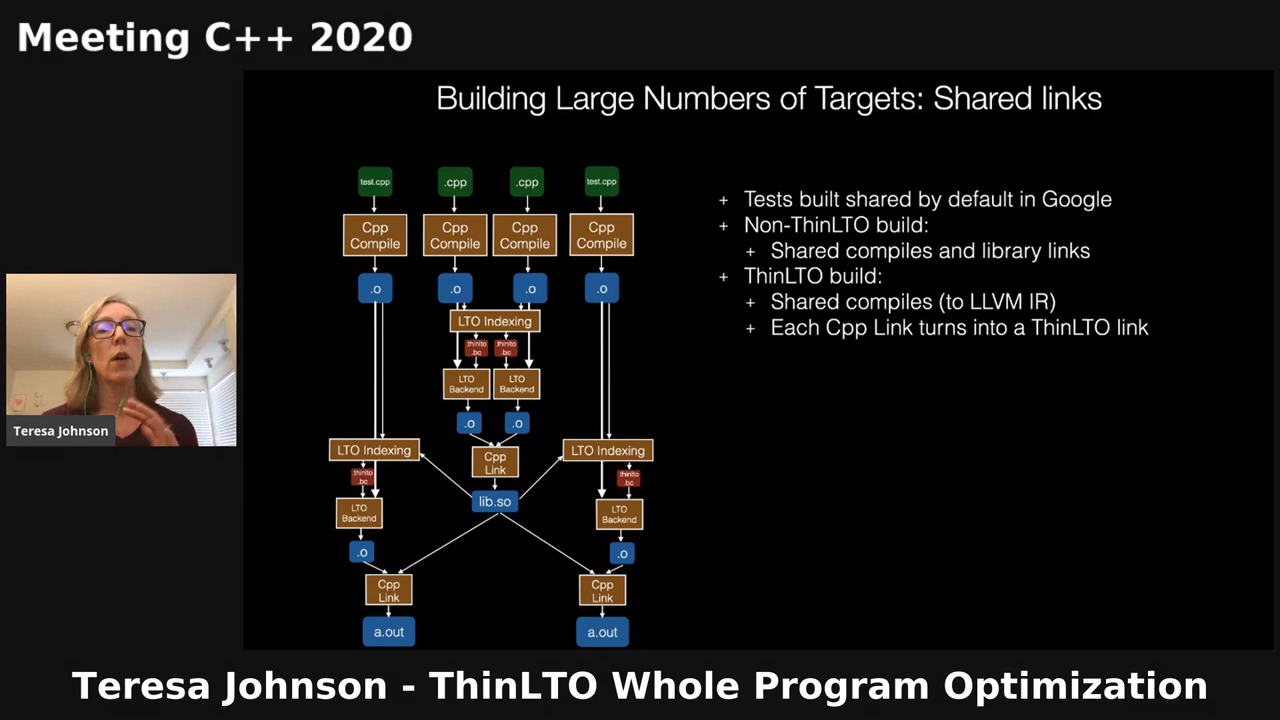 Meeting C++ 2020
Building Large Numbers of Targets: Shared links
test.cpp
.cpp
.cpp
test.cpp
Cpp
Compile
Cpp
Compile
Cpp
Compile
Cpp
Compile
.o
.o
.o
.o
LTO Indexing
thinlto
.bc
thinlto
.bc
LTO
Backend
LTO
Backend
.o
.o
LTO Indexing
Cpp
Link
LTO Indexing
thinlto
.bc
lib.so
thinlto
.bc
LTO
Backend
LTO
Backend
.o
.o
Cpp
Link
Cpp
Link
a.out
a.out
+ Tests built shared by default in Google
+ Non-ThinLTO build:
+ Shared compiles and library links
+ ThinLTO build:
+ Shared compiles (to LLVM IR)
+ Each Cpp Link turns into a ThinLTO link
Teresa Johnson
Teresa Johnson - ThinLTO Whole Program Optimization